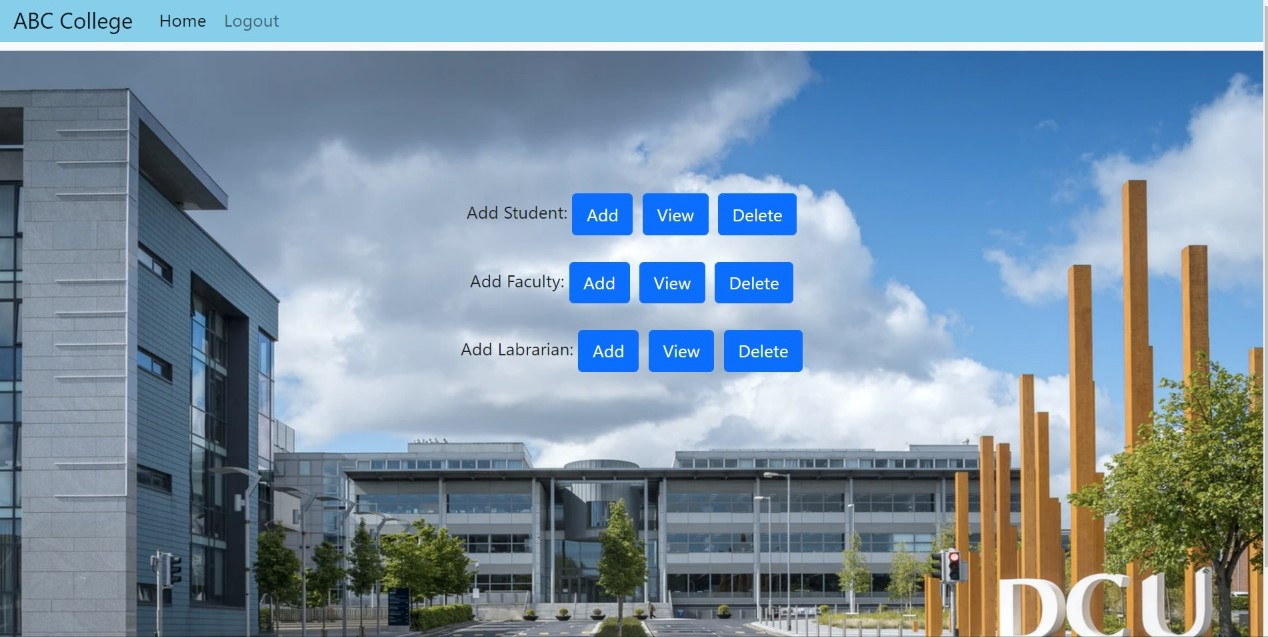 ABC College Home Logout
Add Student: Add View Delete
Add Faculty: Add View Delete
Add Labrarian: Add View Delete
DCU